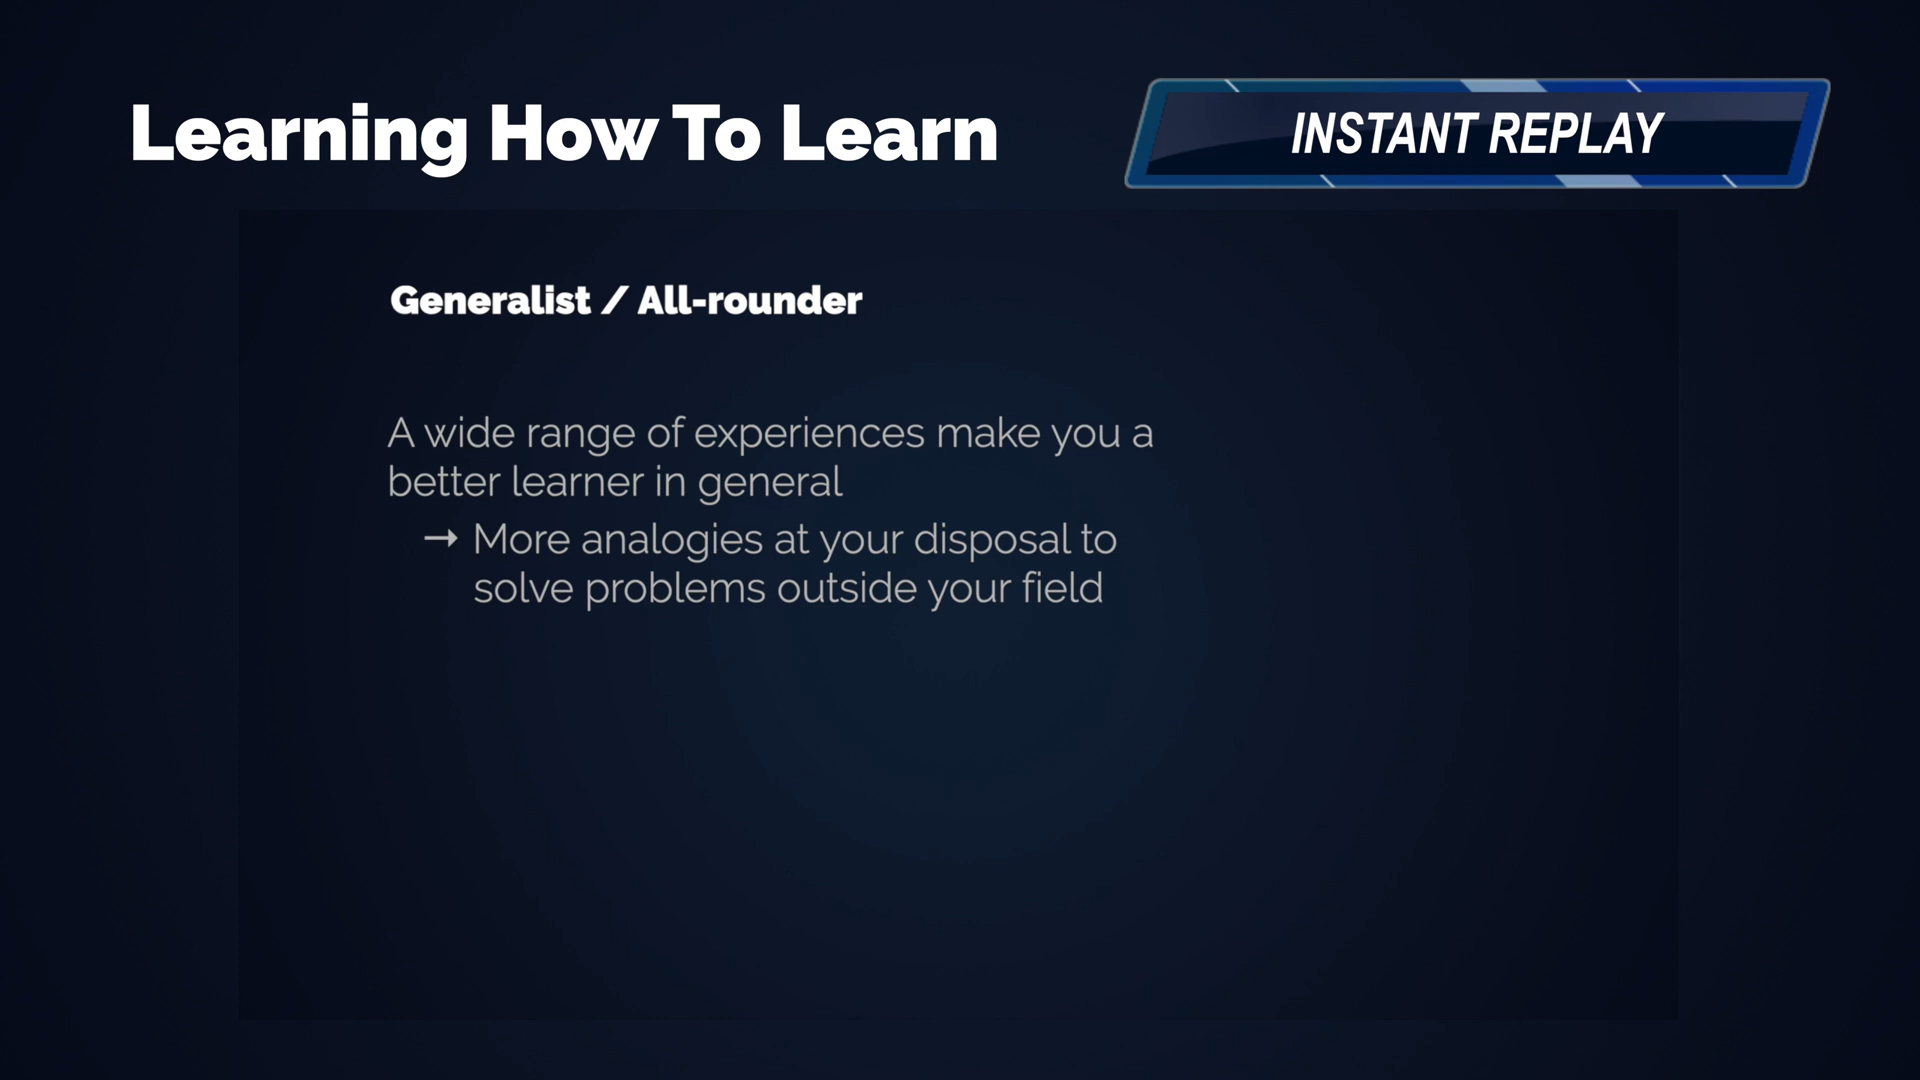 Learning How To Learn
INSTANT REPLAY
Generalist / All-rounder
A wide range of experiences make you a
better learner in general
→ More analogies at your disposal to
solve problems outside your field